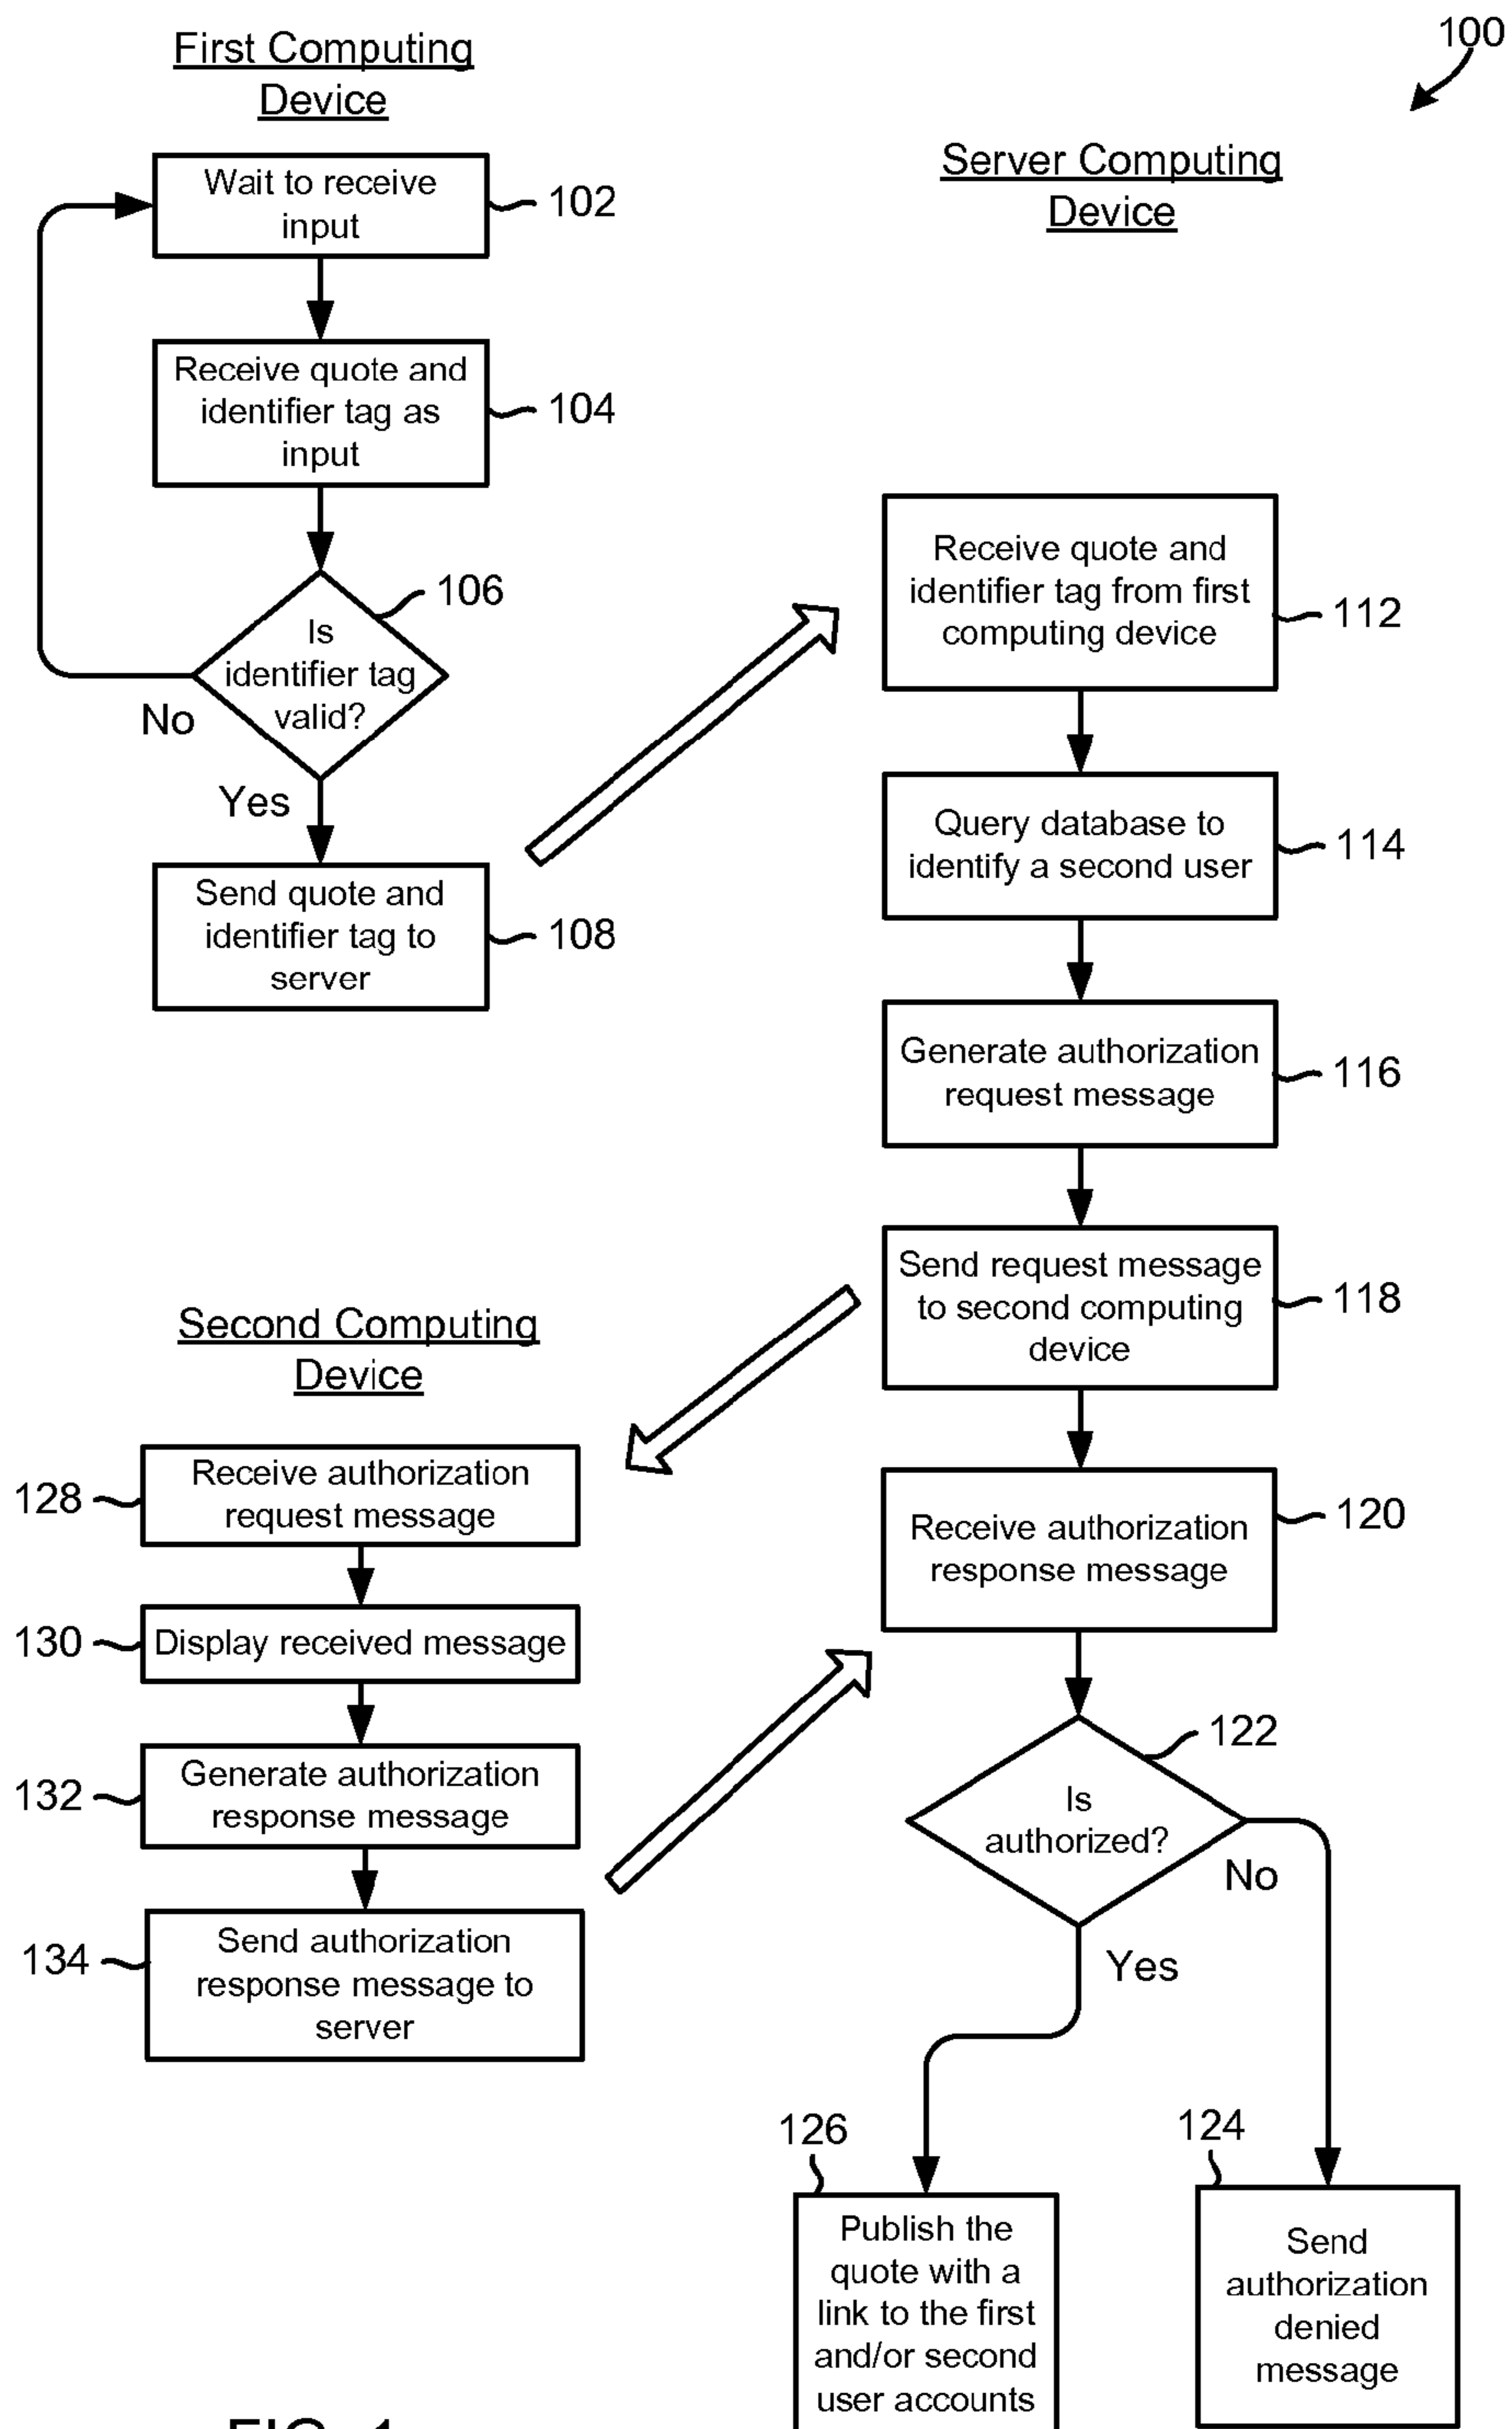 100
First Computing
Device
Wait to receive
input
102
Receive quote and
identifier tag as
input
104
106
Is
identifier tag
valid?
No
Yes
Send quote and
identifier tag to
server
108
Server Computing
Device
Receive quote and
identifier tag from first
computing device
112
Query database to
identify a second user
114
Generate authorization
request message
116
Send request message
to second computing
device
118
Second Computing
Device
128
Receive authorization
request message
130
Display received message
132
Generate authorization
response message
134
Send authorization
response message to
server
Receive authorization
response message
120
122
Is
authorized?
No
Yes
126
Publish the
quote with a
link to the first
and/or second
user accounts
124
Send
authorization
denied
message
FIG. 1